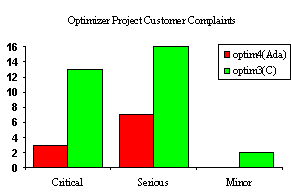 Optimizer Project Customer Complaints
16
14
12
10
8
6
4
2
0
optim4(Ada)
optim3(C)
Critical Serious Minor